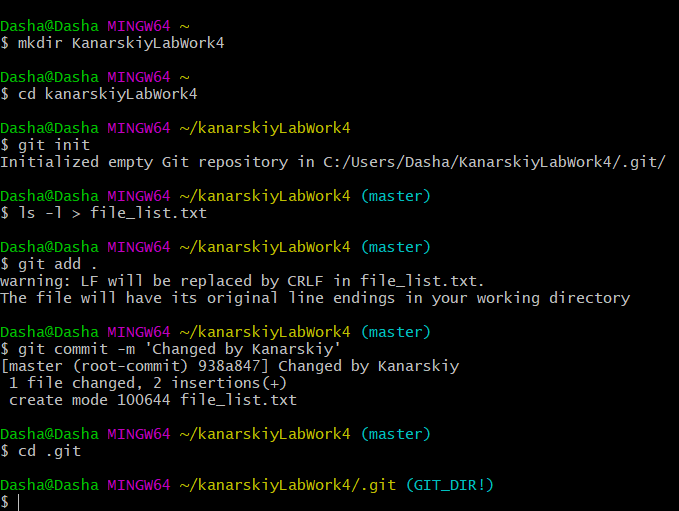 Dasha@Dasha MINGW64 ~
$ mkdir KanarskiyLabWork4
Dasha@Dasha MINGW64 ~
$ cd kanarskiyLabWork4
Dasha@Dasha MINGW64 ~/kanarskiyLabWork4
$ git init
Initialized empty Git repository in C:/Users/Dasha/KanarskiyLabWork4/.git/
Dasha@Dasha MINGW64 ~/kanarskiyLabWork4 (master)
$ ls -l > file_list.txt
Dasha@Dasha MINGW64 ~/kanarskiyLabWork4 (master)
$ git add .
warning: LF will be replaced by CRLF in file_list.txt.
The file will have its original line endings in your working directory
Dasha@Dasha MINGW64 ~/kanarskiyLabWork4 (master)
$ git commit -m 'Changed by Kanarskiy'
[master (root-commit) 938a847] Changed by Kanarskiy
 1 file changed, 2 insertions(+)
 create mode 100644 file_list.txt
Dasha@Dasha MINGW64 ~/kanarskiyLabWork4 (master)
$ cd .git
Dasha@Dasha MINGW64 ~/kanarskiyLabWork4/.git (GIT_DIR!)
$